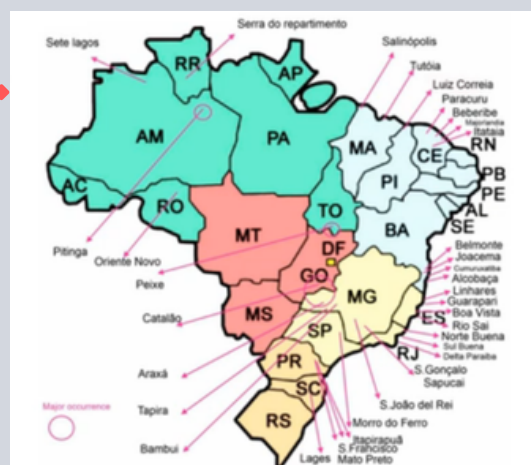 Serra do repartimento
Sete lagos
Salinópolis
Tutóia
Luiz Correia
Paracuru
Beberibe
Majorlandia
Itataia
RR
AP
AM
PA
MA
CE
RN
PI
PB
PE
AL
SE
AC
RO
TO
BA
MT
DF
GO
MG
MS
ES
SP
RJ
PR
SC
RS
Pitinga
Oriente Novo
Peixe
Catalão
Araxá
Tapira
Bambui
Belmonte
Joacema
Cumuruxatiba
Alcobaça
Linhares
Guarapari
Boa Vista
Rio Sai
Norte Buena
Sul Buena
Delta Paraiba
S.Gonçalo
Sapucai
S.João del Rei
Morro do Ferro
Itapirapuã
S.Francisco
Mato Preto
Lages
Major occurrence